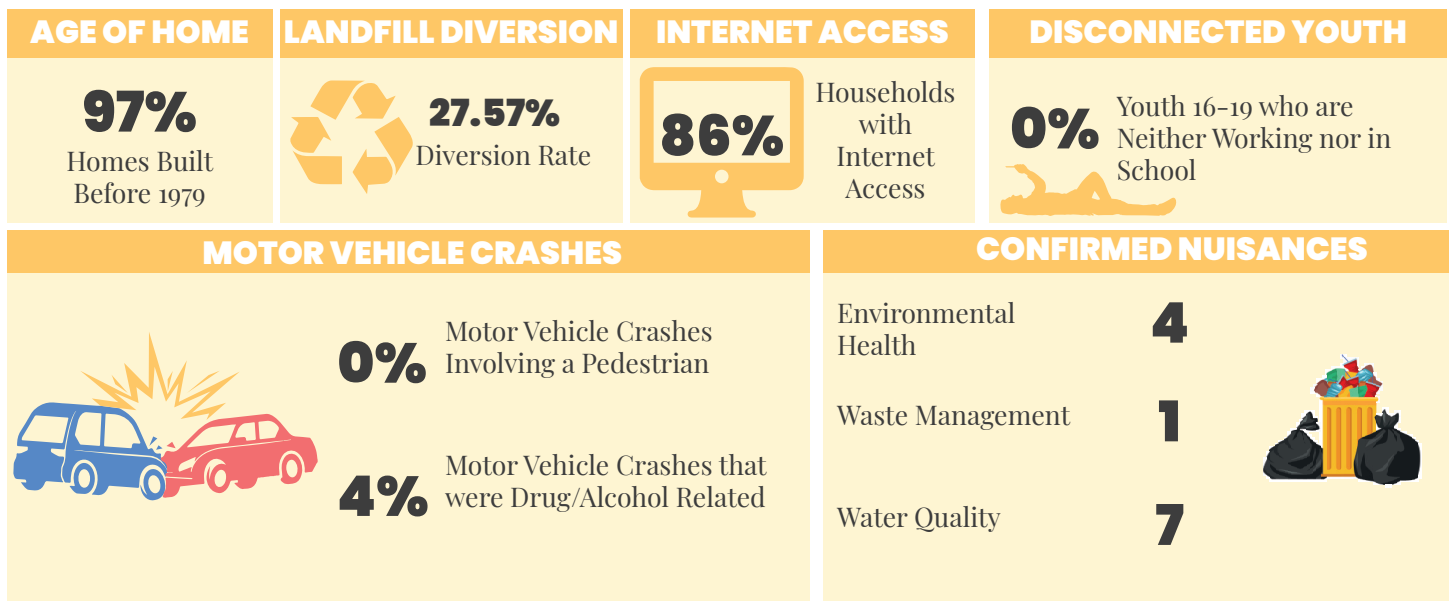 AGE OF HOME
97%
Homes Built
Before 1979
LANDFILL DIVERSION
27.57%
Diversion Rate
INTERNET ACCESS
86%
Households
with
Internet
Access
DISCONNECTED YOUTH
0%
Youth 16-19 who are
Neither Working nor in
School
MOTOR VEHICLE CRASHES
0%
Motor Vehicle Crashes
Involving a Pedestrian
4%
Motor Vehicle Crashes that
were Drug/Alcohol Related
CONFIRMED NUISANCES
Environmental
Health
4
Waste Management
1
Water Quality
7